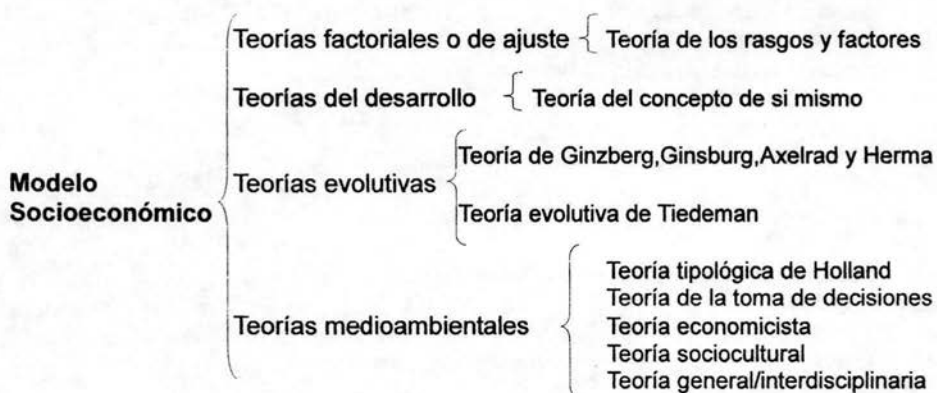 Teorías factoriales o de ajuste
Teoría de los rasgos y factores
Teorías del desarrollo
Teoría del concepto de si mismo
Modelo
Socioeconómico
Teorías evolutivas
Teoría de Ginzberg,Ginsburg,Axelrad y Herma
Teoría evolutiva de Tiedeman
Teorías medioambientales
Teoría tipológica de Holland
Teoría de la toma de decisiones
Teoría economicista
Teoría sociocultural
Teoría general/interdisciplinaria